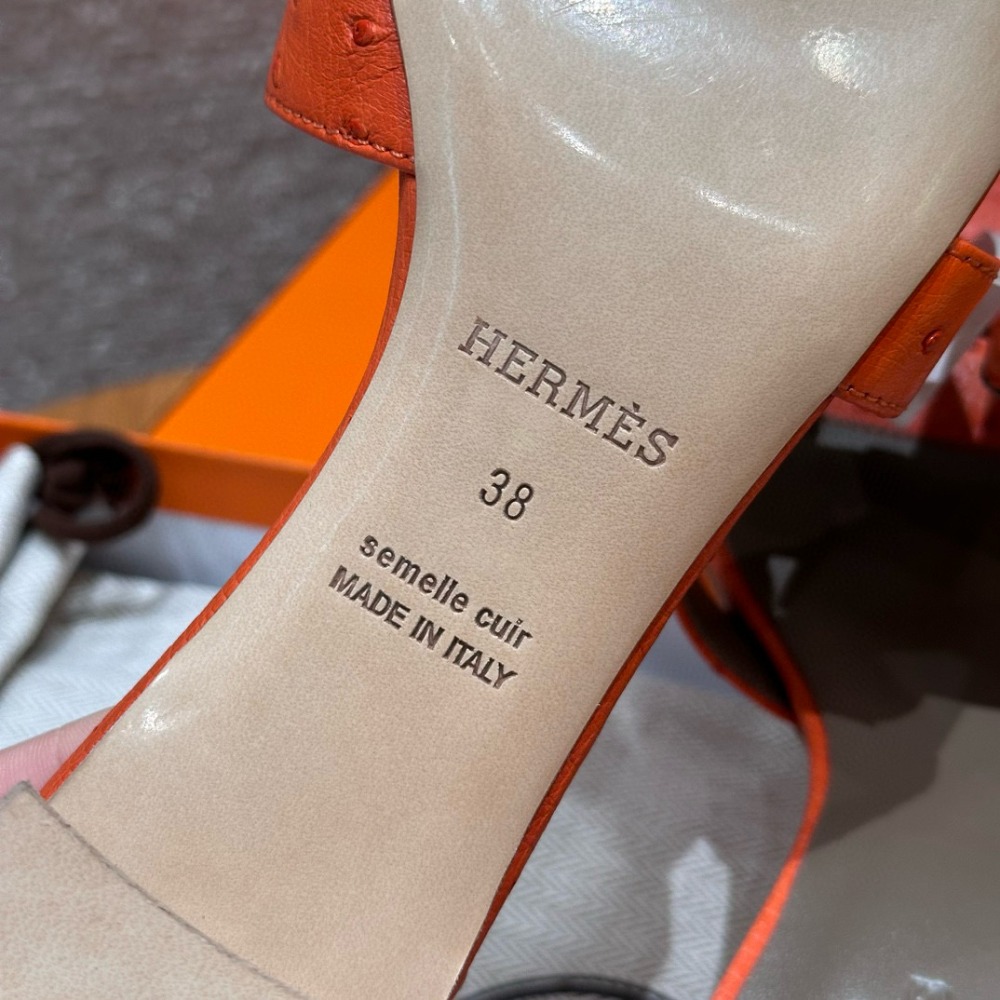 HERMÈS
38
semelle cuir
MADE IN ITALY